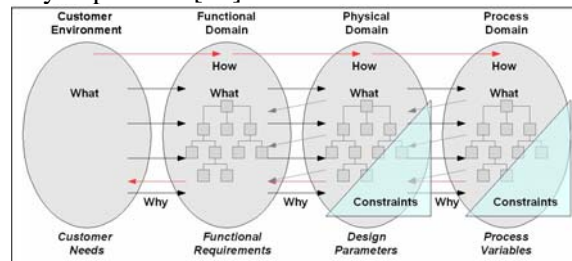 Customer Environment
Functional Domain
Physical Domain
Process Domain
How
How
How
What
What
What
What
Constraints
Constraints
Why
Why
Why
Customer Needs
Functional Requirements
Design Parameters
Process Variables